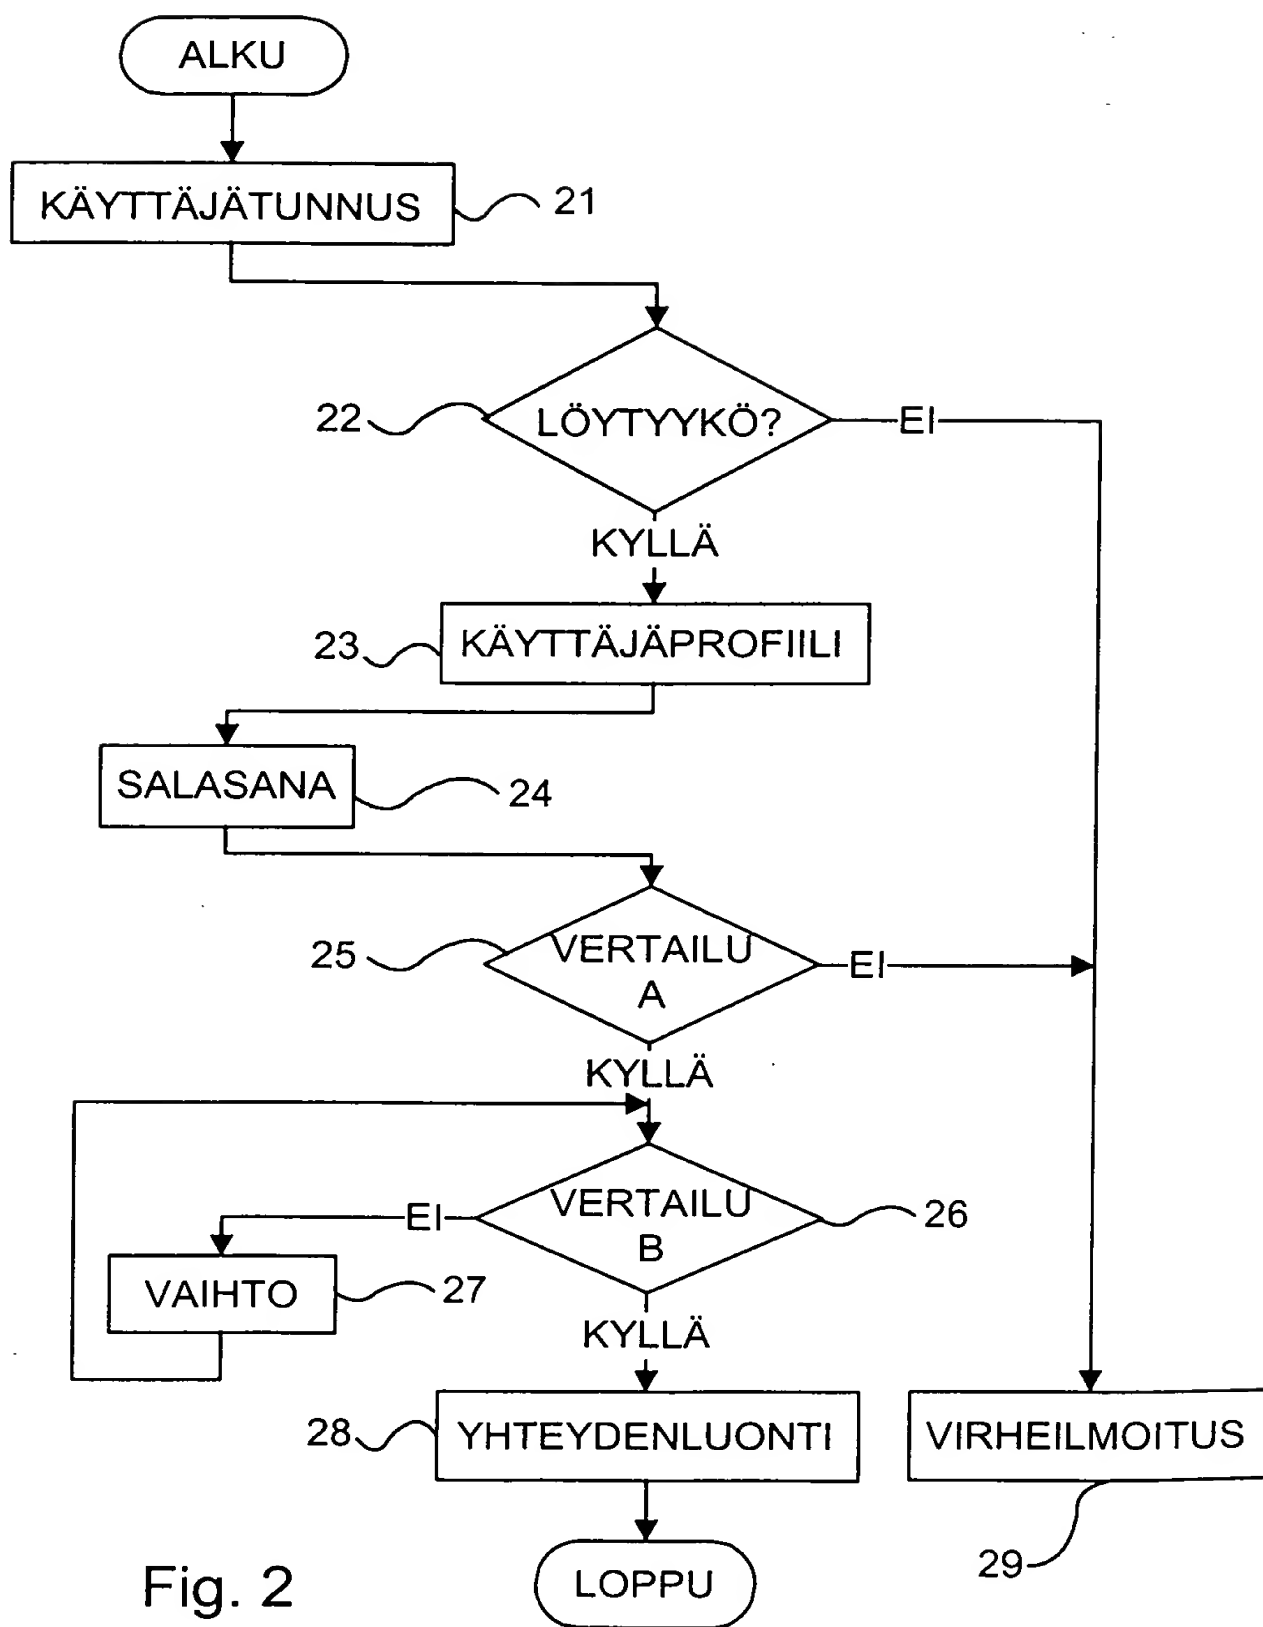 ALKU
KÄYTTÄJÄTUNNUS
21
22
LÖYTYYKÖ?
EI
KYLLÄ
23
KÄYTTÄJÄPROFIILI
SALASANA
24
25
VERTAILU
A
EI
KYLLÄ
VERTAILU
B
26
EI
VAIHTO
27
KYLLÄ
28
YHTEYDENLUONTI
VIRHEILMOITUS
29
LOPPU
Fig. 2